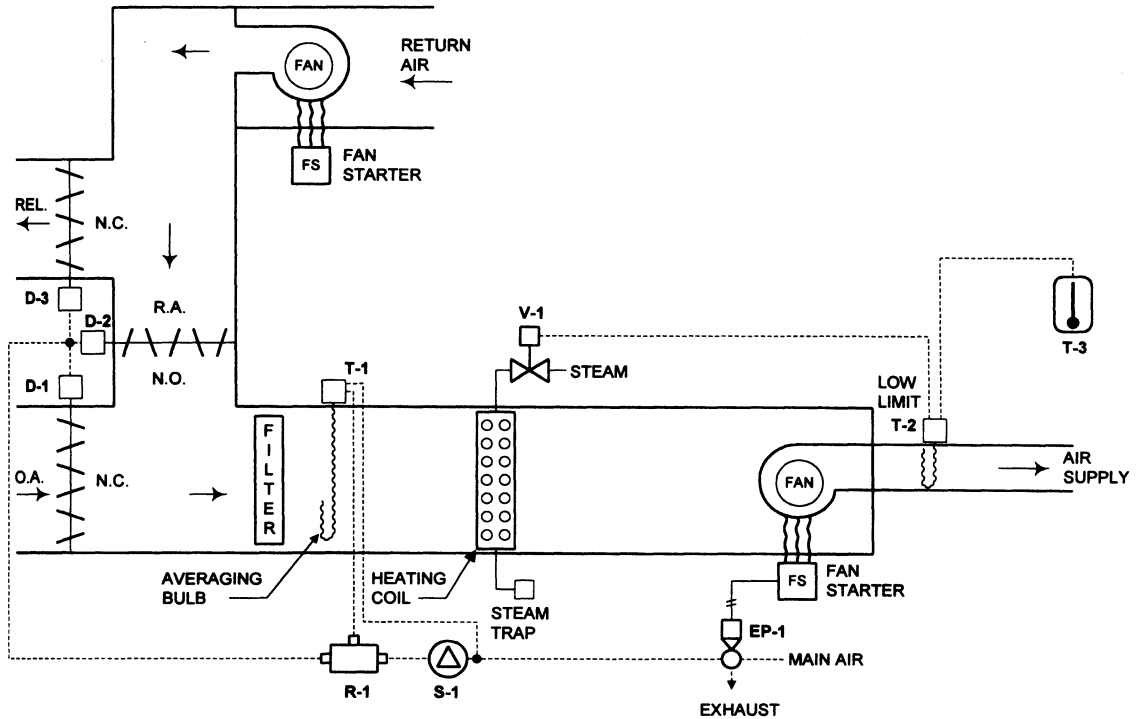 RETURN
AIR
FAN
FS
FAN
STARTER
REL.
N.C.
D-3
D-2
R.A.
N.O.
D-1
V-1
STEAM
T-3
T-1
LOW
LIMIT
T-2
O.A.
N.C.
FILTER
FAN
AIR
SUPPLY
AVERAGING
BULB
HEATING
COIL
STEAM
TRAP
FS
FAN
STARTER
EP-1
MAIN AIR
R-1
S-1
EXHAUST